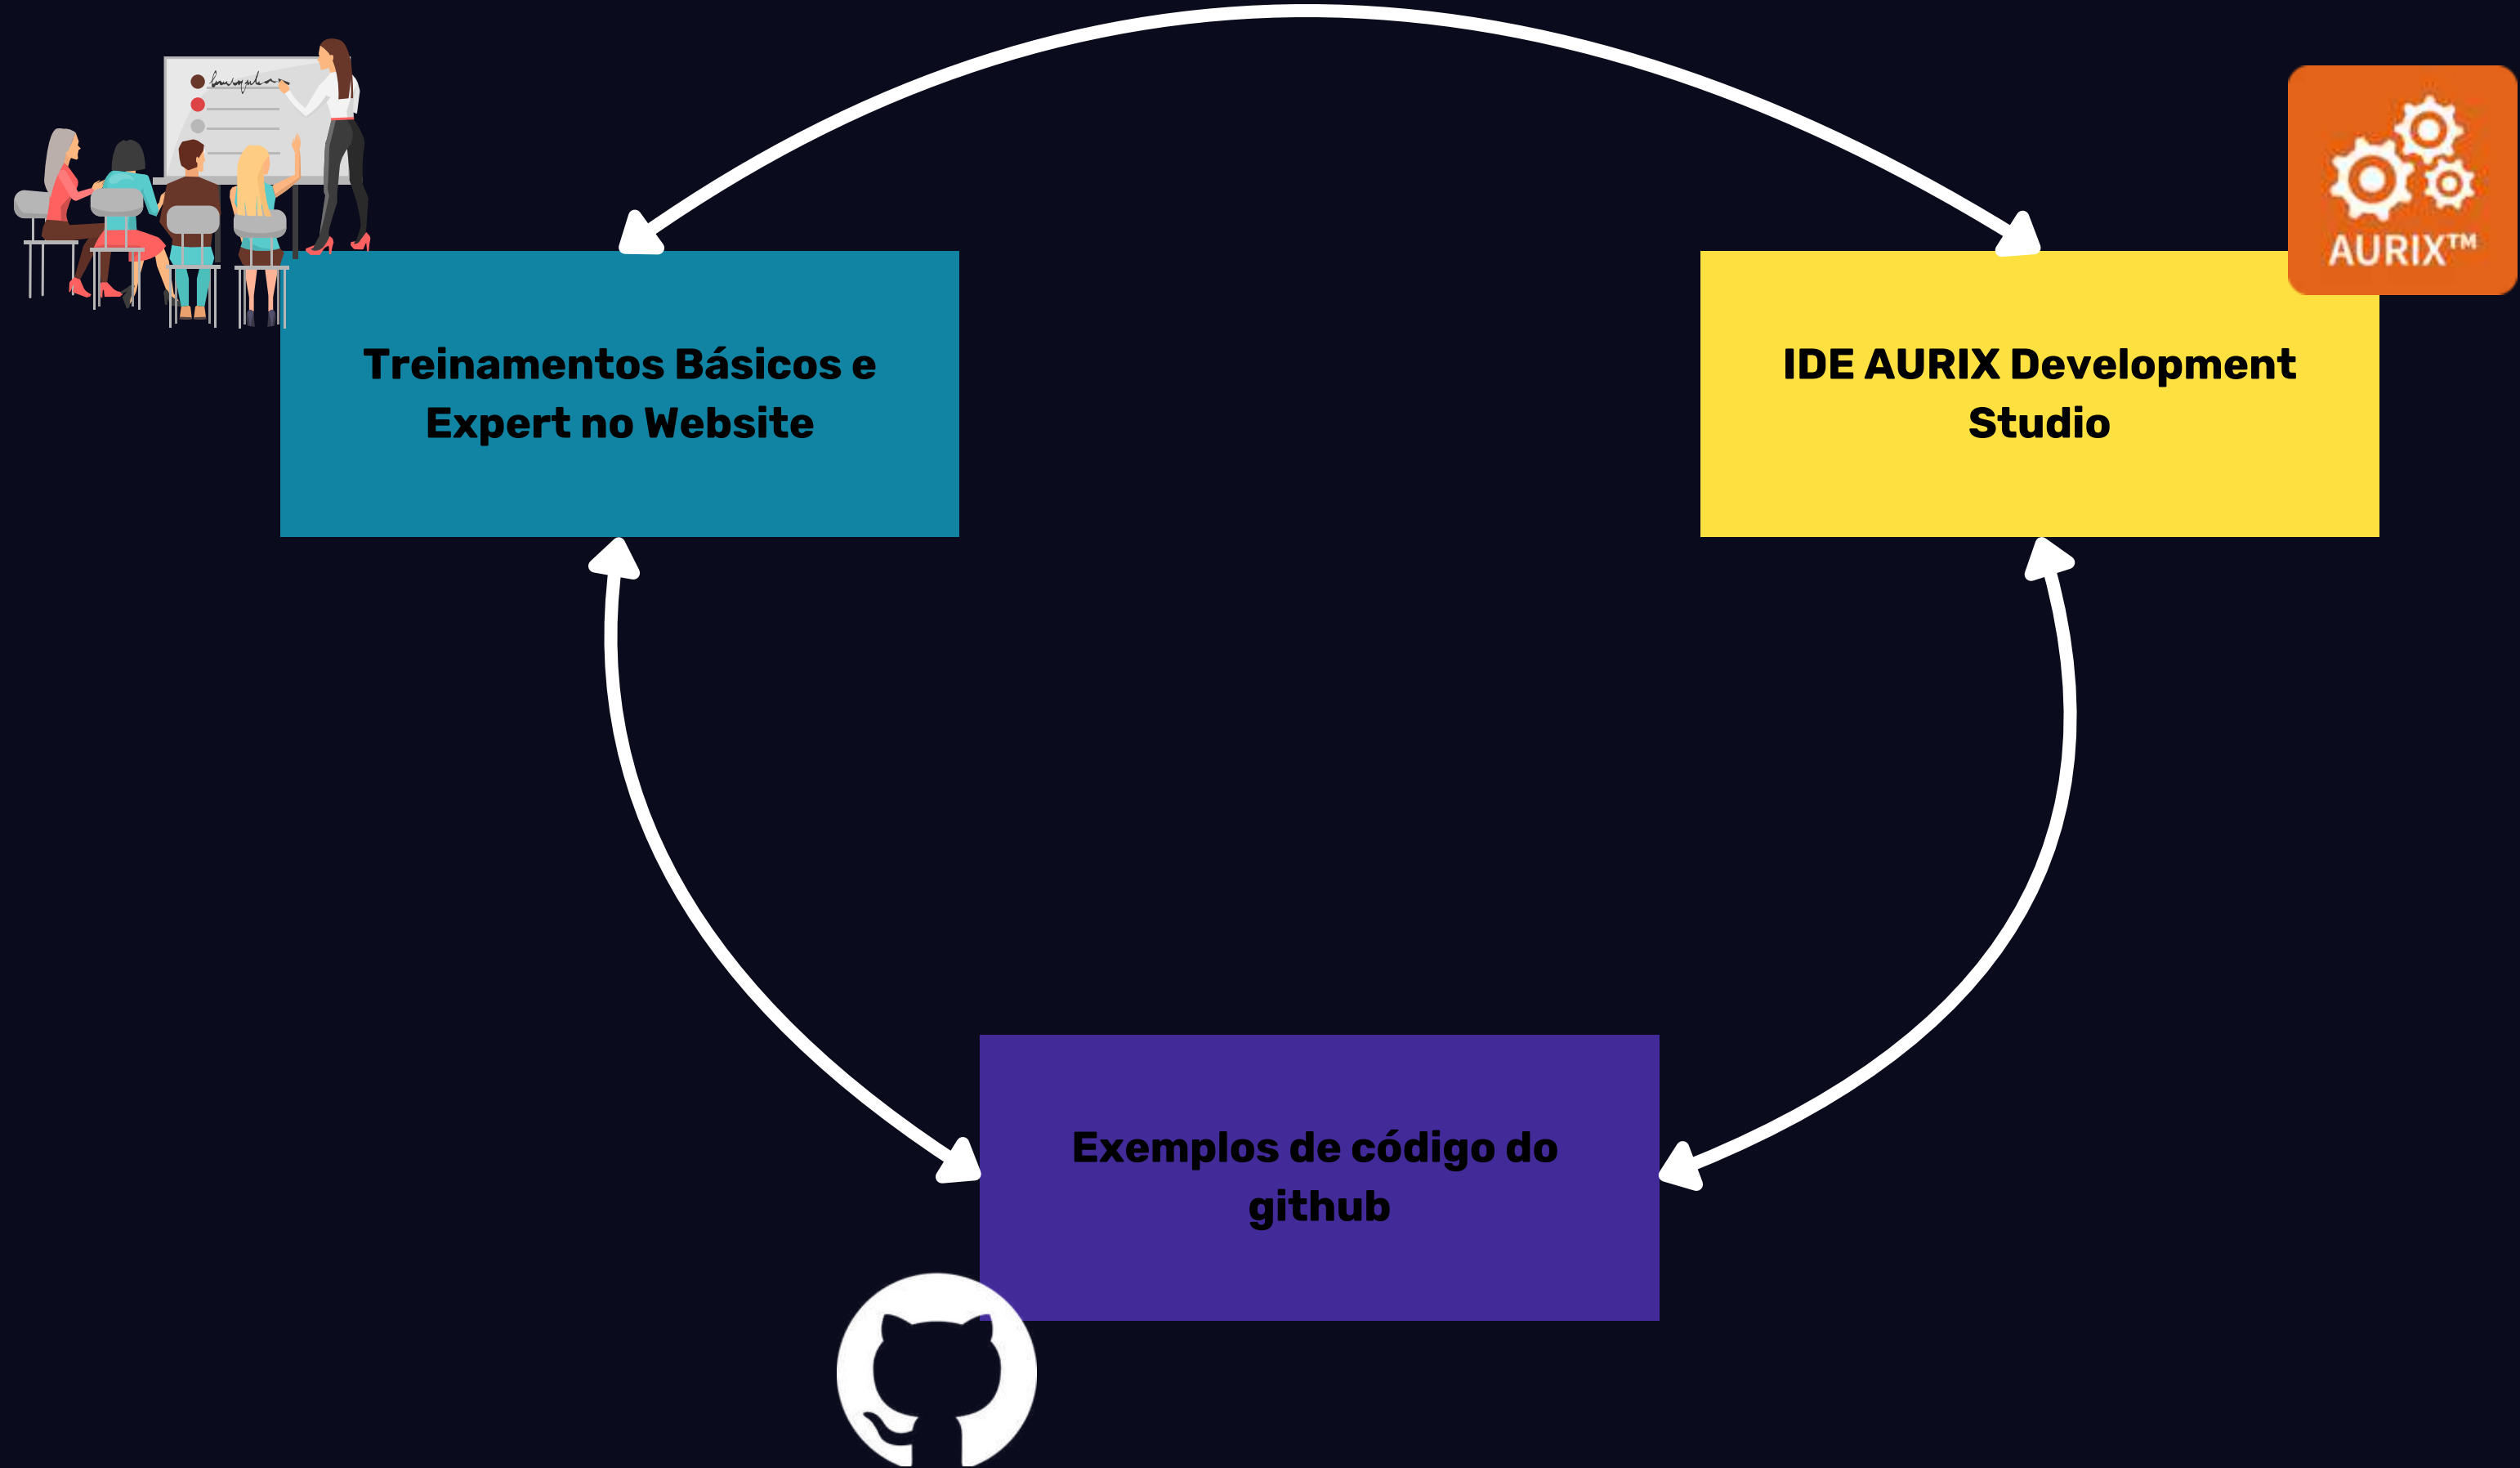 AURIX™
Treinamentos Básicos e
Expert no Website
IDE AURIX Development
Studio
Exemplos de código do
github